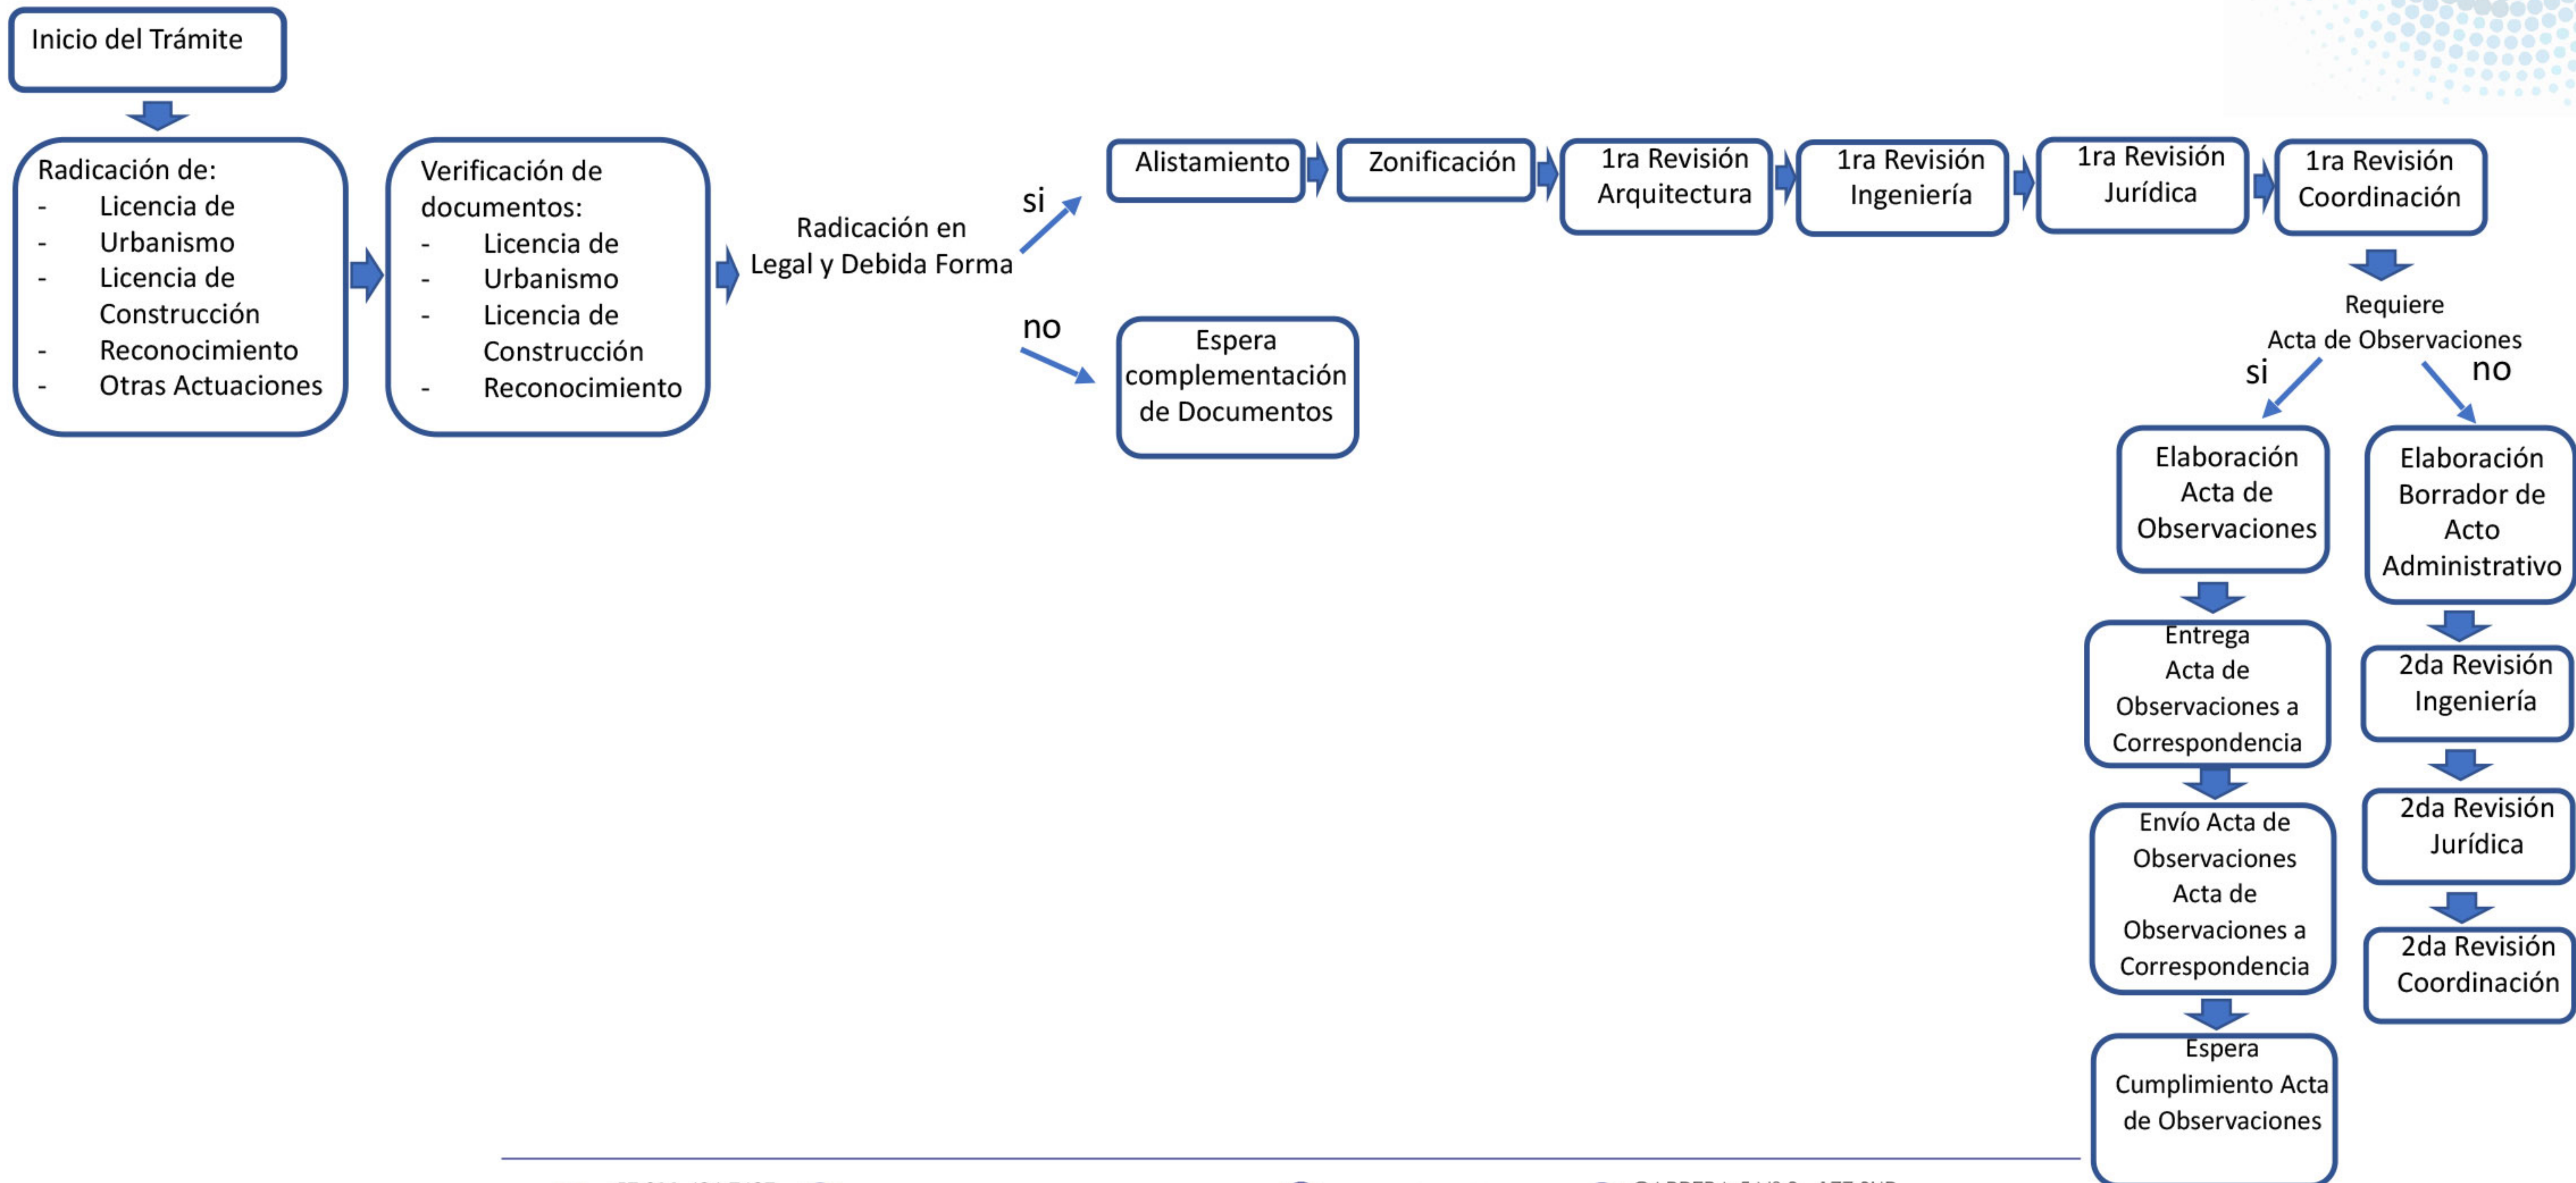 Inicio del Trámite
Radicación de:
- Licencia de
- Urbanismo
- Licencia de
Construcción
- Reconocimiento
- Otras Actuaciones
Verificación de
documentos:
- Licencia de
- Urbanismo
- Licencia de
Construcción
- Reconocimiento
Radicación en
Legal y Debida Forma
si
no
Alistamiento
Zonificación
1ra Revisión
Arquitectura
1ra Revisión
Ingeniería
1ra Revisión
Jurídica
1ra Revisión
Coordinación
Espera
complementación
de Documentos
Requiere
Acta de Observaciones
si
no
Elaboración
Acta de
Observaciones
Entrega
Acta de
Observaciones a
Correspondencia
Envío Acta de
Observaciones
Acta de
Observaciones a
Correspondencia
Espera
Cumplimiento Acta
de Observaciones
Elaboración
Borrador de
Acto
Administrativo
2da Revisión
Ingeniería
2da Revisión
Jurídica
2da Revisión
Coordinación